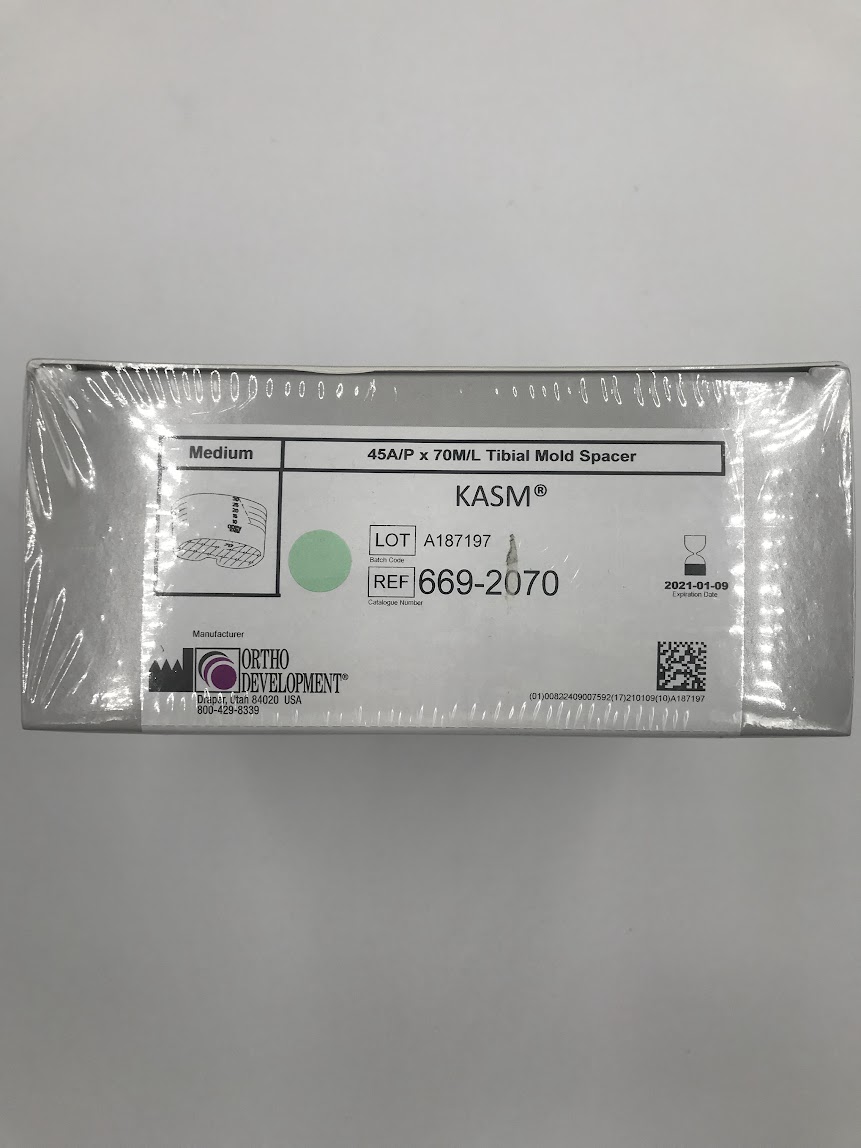 Medium
45A/P x 70M/L Tibial Mold Spacer
KASM®
LOT A187197
Batch Code
REF 669-2070
Catalogue Number
2021-01-09
Expiration Date
Manufacturer
ORTHO
DEVELOPMENT®
Draper, Utah 84020 USA
800-429-8339
(01)00822409007592(17)210109(10)A187197